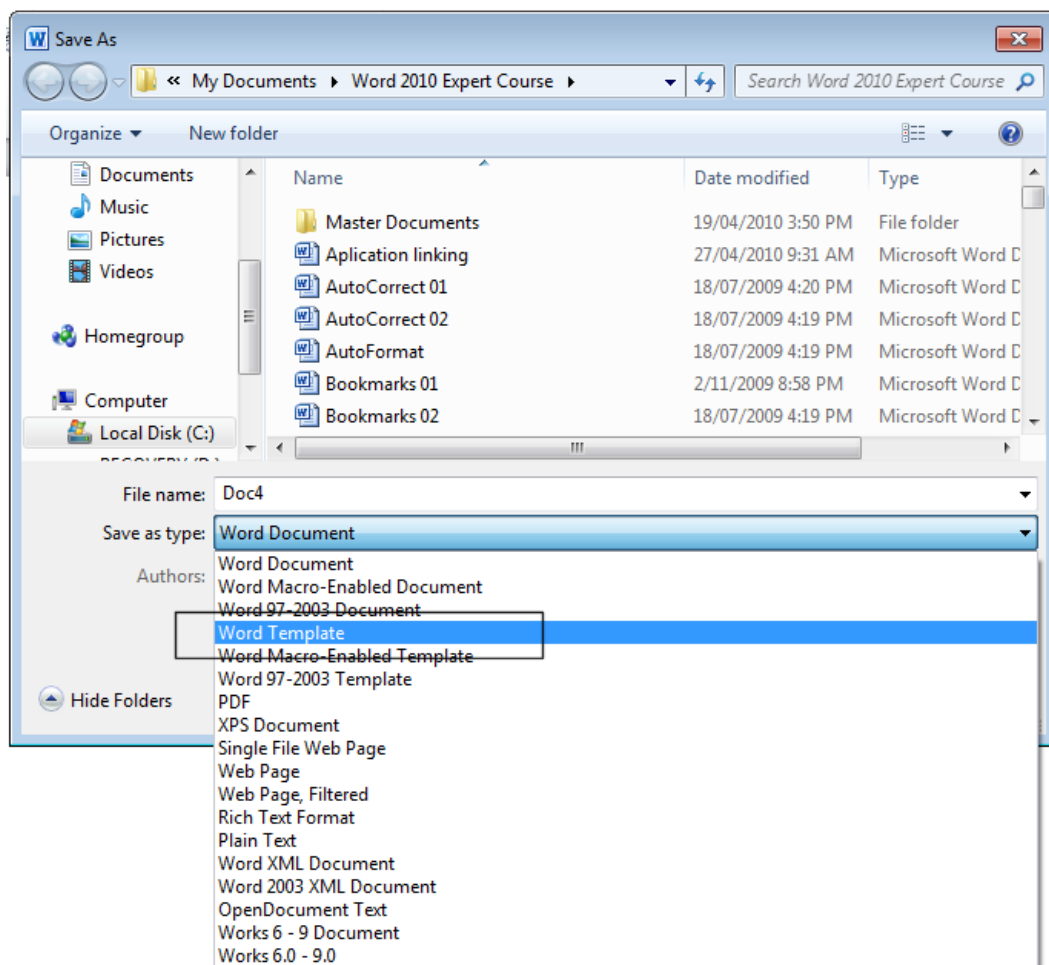 Save As
« My Documents Word 2010 Expert Course Search Word 2010 Expert Course
Organize New folder
Documents
Music
Pictures
Videos
Homegroup
Computer
Local Disk (C:)
Name Date modified Type
Master Documents 19/04/2010 3:50 PM File folder
Aplication linking 27/04/2010 9:31 AM Microsoft Word D
AutoCorrect 01 18/07/2009 4:20 PM Microsoft Word D
AutoCorrect 02 18/07/2009 4:19 PM Microsoft Word D
AutoFormat 18/07/2009 4:19 PM Microsoft Word D
Bookmarks 01 2/11/2009 8:58 PM Microsoft Word D
Bookmarks 02 18/07/2009 4:19 PM Microsoft Word D
File name: Doc4
Save as type: Word Document
Authors:
Word Document
Word Macro-Enabled Document
Word 97-2003 Document
Word Template
Word Macro-Enabled Template
Word 97-2003 Template
Hide Folders
PDF
XPS Document
Single File Web Page
Web Page
Web Page, Filtered
Rich Text Format
Plain Text
Word XML Document
Word 2003 XML Document
OpenDocument Text
Works 6 - 9 Document
Works 6.0 - 9.0